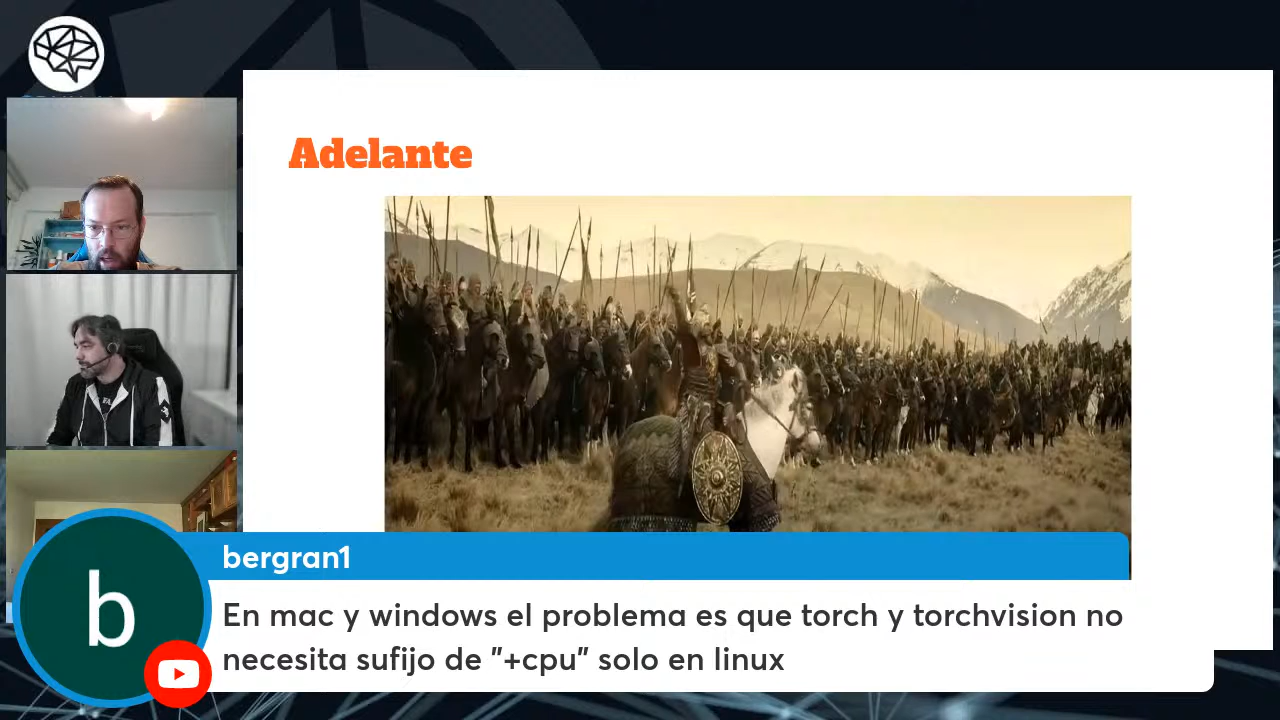 Adelante
b
bergran1
En mac y windows el problema es que torch y torchvision no
necesita sufijo de "+cpu" solo en linux